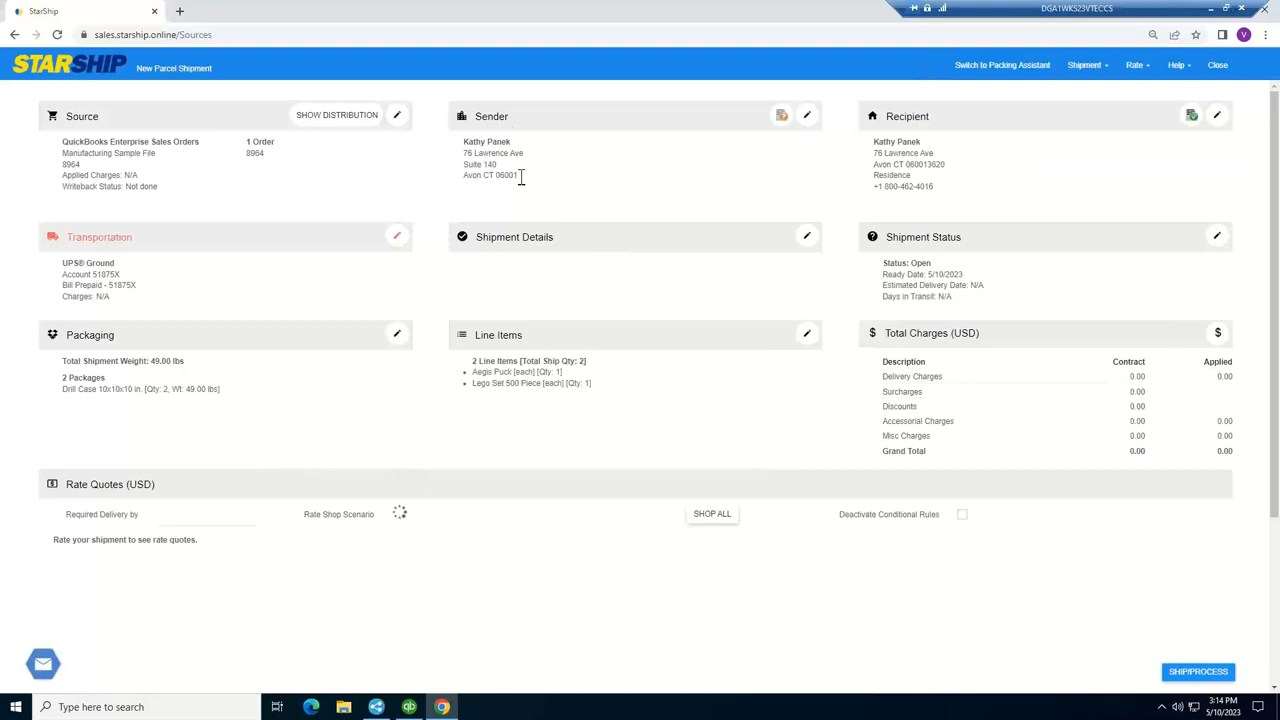 StarShip
DGA1WKS23VTECCS
sales.starship.online/Sources
V
STARSHIP
New Parcel Shipment
Switch to Packing Assistant
Shipment
Rate
Help
Close
Source
SHOW DISTRIBUTION
QuickBooks Enterprise Sales Orders
1 Order
Manufacturing Sample File
8964
8964
Applied Charges: N/A
Writeback Status: Not done
Sender
Kathy Panek
76 Lawrence Ave
Suite 140
Avon CT 06001
Recipient
Kathy Panek
76 Lawrence Ave
Avon CT 060013620
Residence
+1 800-462-4016
Transportation
UPS® Ground
Account 51875X
Bill Prepaid - 51875X
Charges: N/A
Shipment Details
Shipment Status
Status: Open
Ready Date: 5/10/2023
Estimated Delivery Date: N/A
Days in Transit: N/A
Packaging
Total Shipment Weight: 49.00 lbs
2 Packages
Drill Case 10x10x10 in. [Qty: 2, Wt: 49.00 lbs]
Line Items
2 Line Items [Total Ship Qty: 2]
Aegis Puck [each] [Qty: 1]
Lego Set 500 Piece [each] [Qty: 1]
$ Total Charges (USD) $
Description Contract Applied
Delivery Charges 0.00 0.00
Surcharges 0.00
Discounts 0.00
Accessorial Charges 0.00 0.00
Misc Charges 0.00 0.00
Grand Total 0.00 0.00
Rate Quotes (USD)
Required Delivery by
Rate Shop Scenario
SHOP ALL
Deactivate Conditional Rules
Rate your shipment to see rate quotes.
SHIP/PROCESS
Type here to search
qb
3:14 PM
5/10/2023